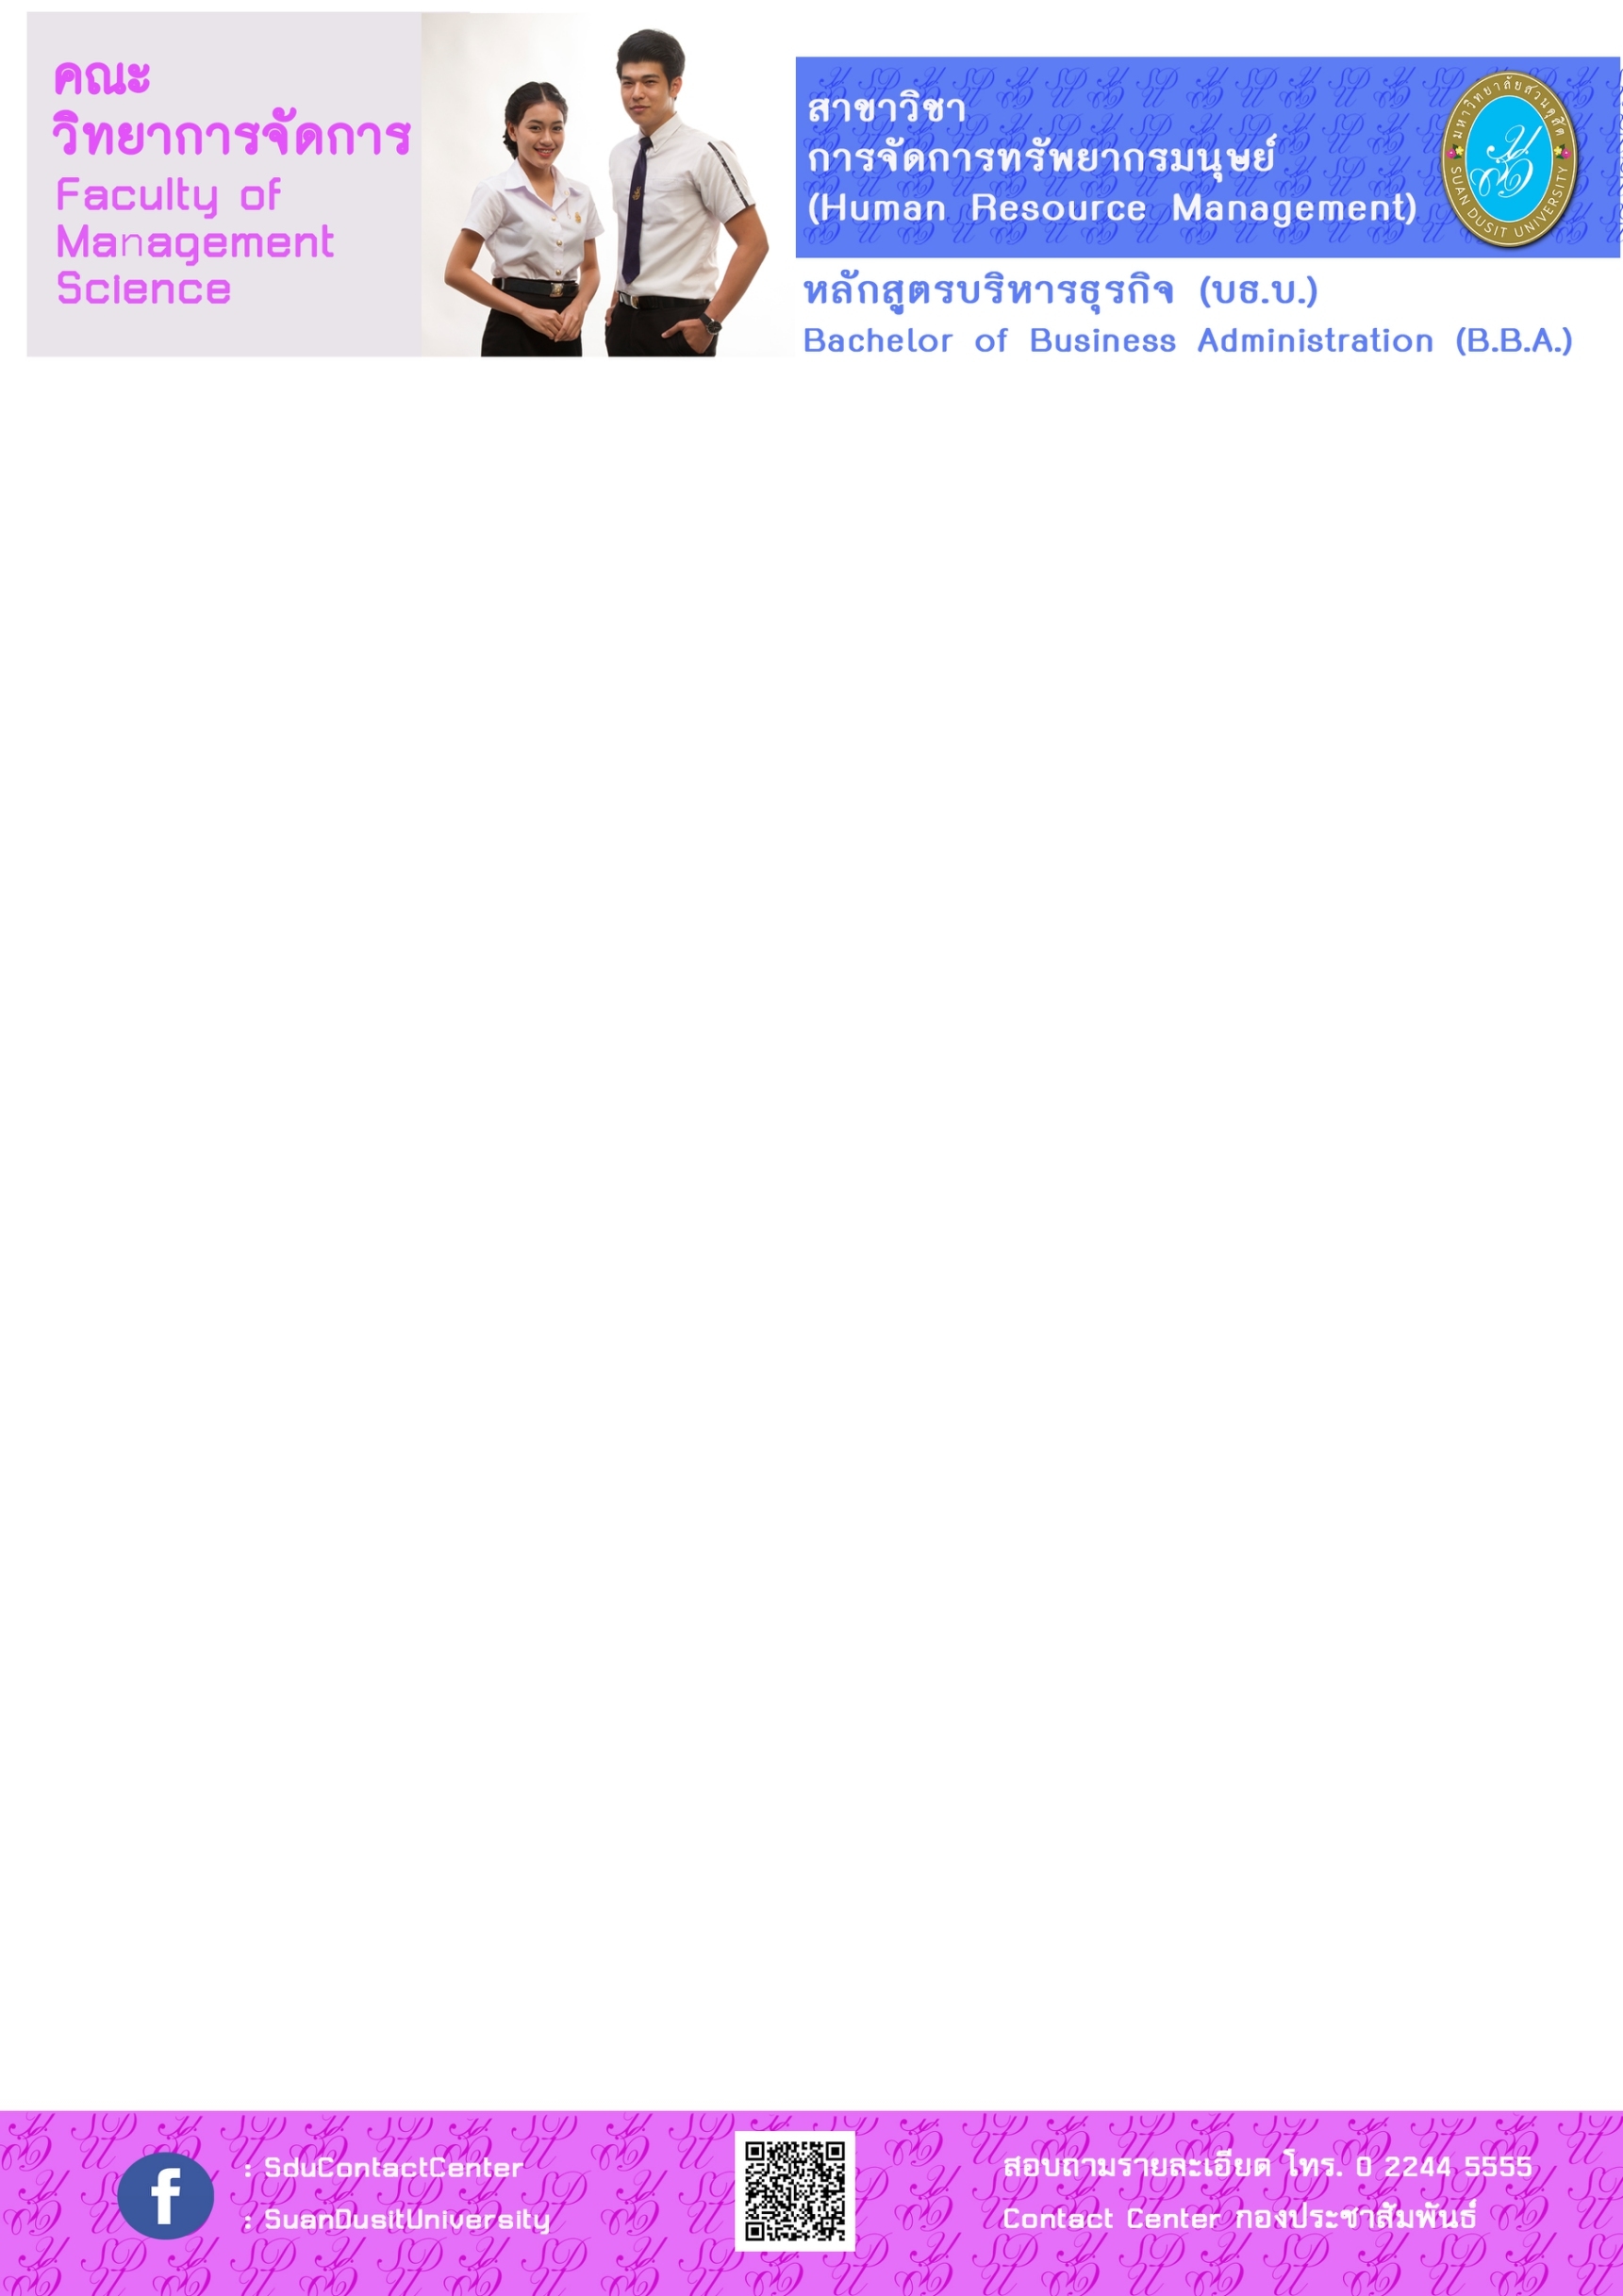 คณะ
วิทยาการจัดการ
Faculty of
Management
Science
สาขาวิชา
การจัดการทรัพยากรมนุษย์
(Human Resource Management)
มหาวิทยาลัยสวนดุสิต
SUAN DUSIT UNIVERSITY
หลักสูตรบริหารธุรกิจ (บธ.บ.)
Bachelor of Business Administration (B.B.A.)
: SduContactCenter
: SuanDusitUniversity
สอบถามรายละเอียด โทร. 0 2244 5555
Contact Center กองประชาสัมพันธ์